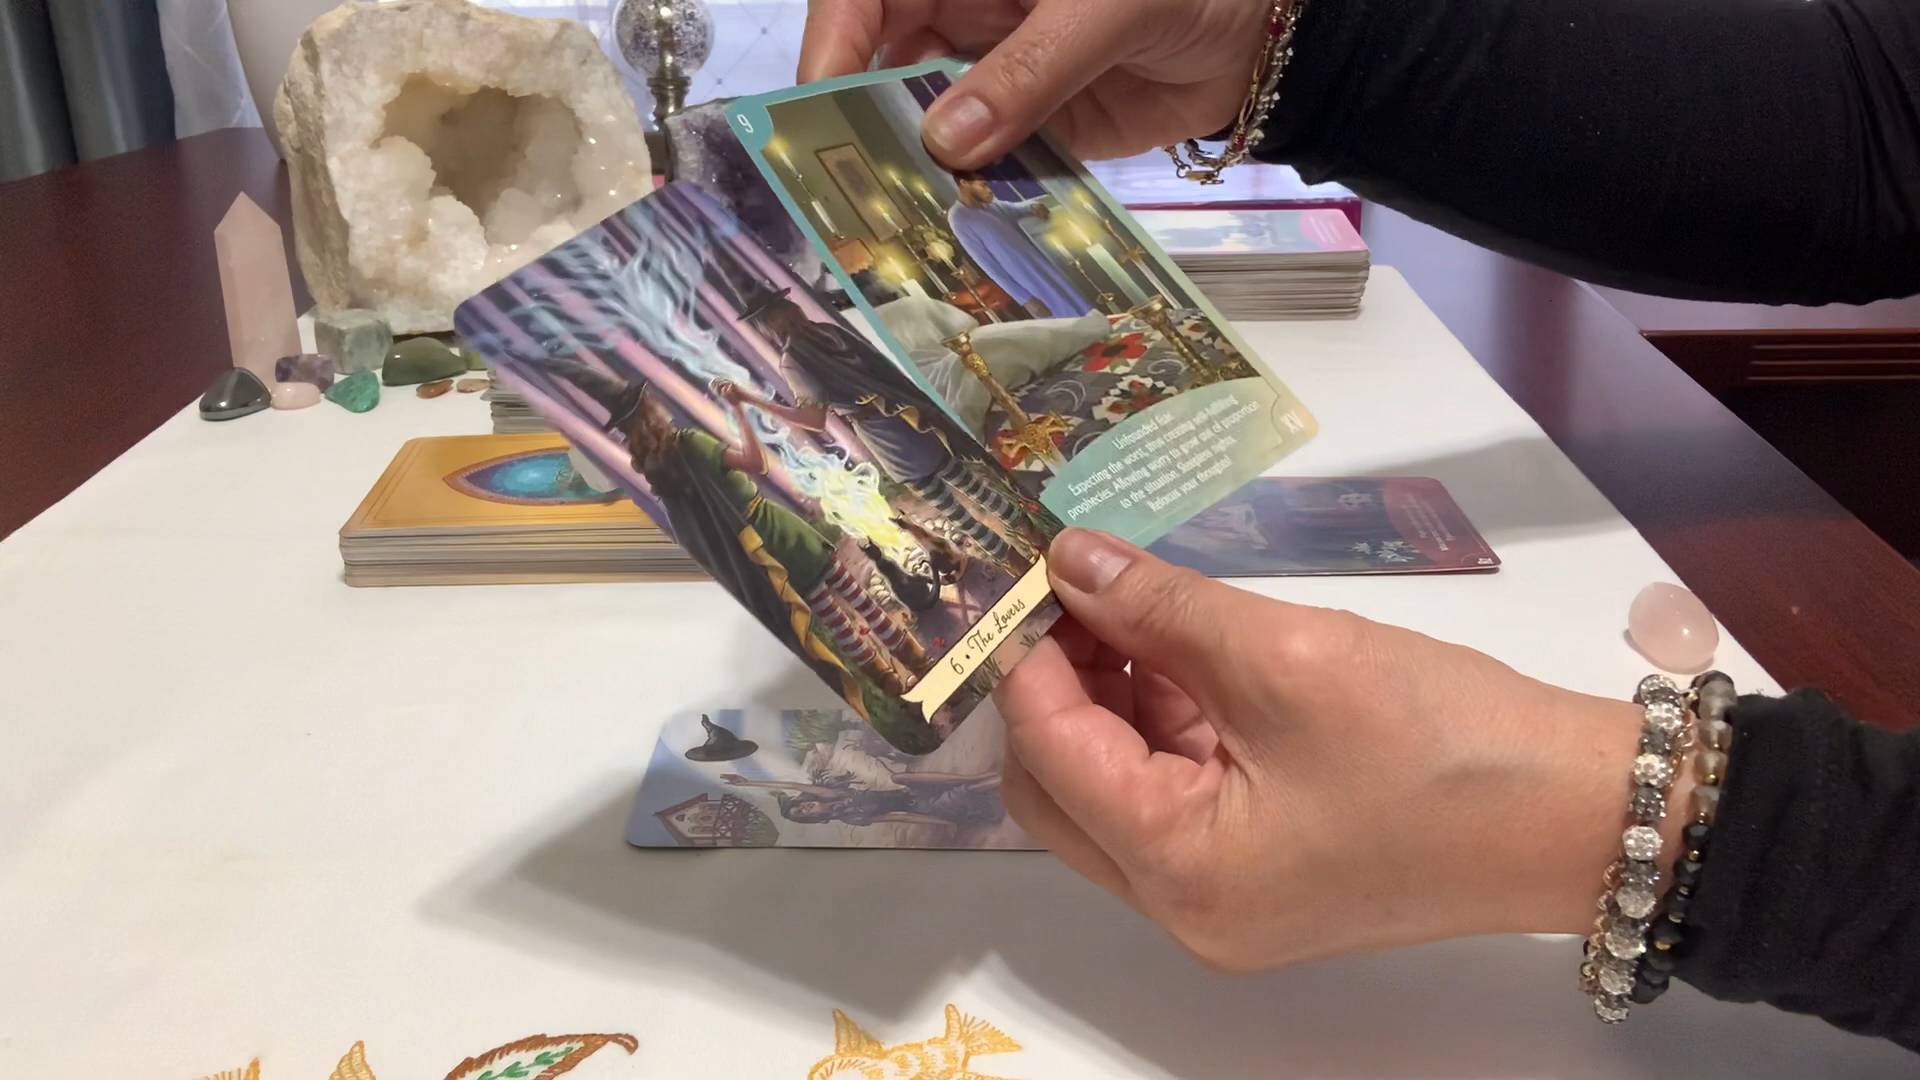 9
Unfounded fear.
Expecting the worst, thus creating self-fulfilling
prophecies. Allowing worry to grow out of proportion
to the situation. Sleepless nights.
Refocus your thoughts!
XV
6 • The Lovers